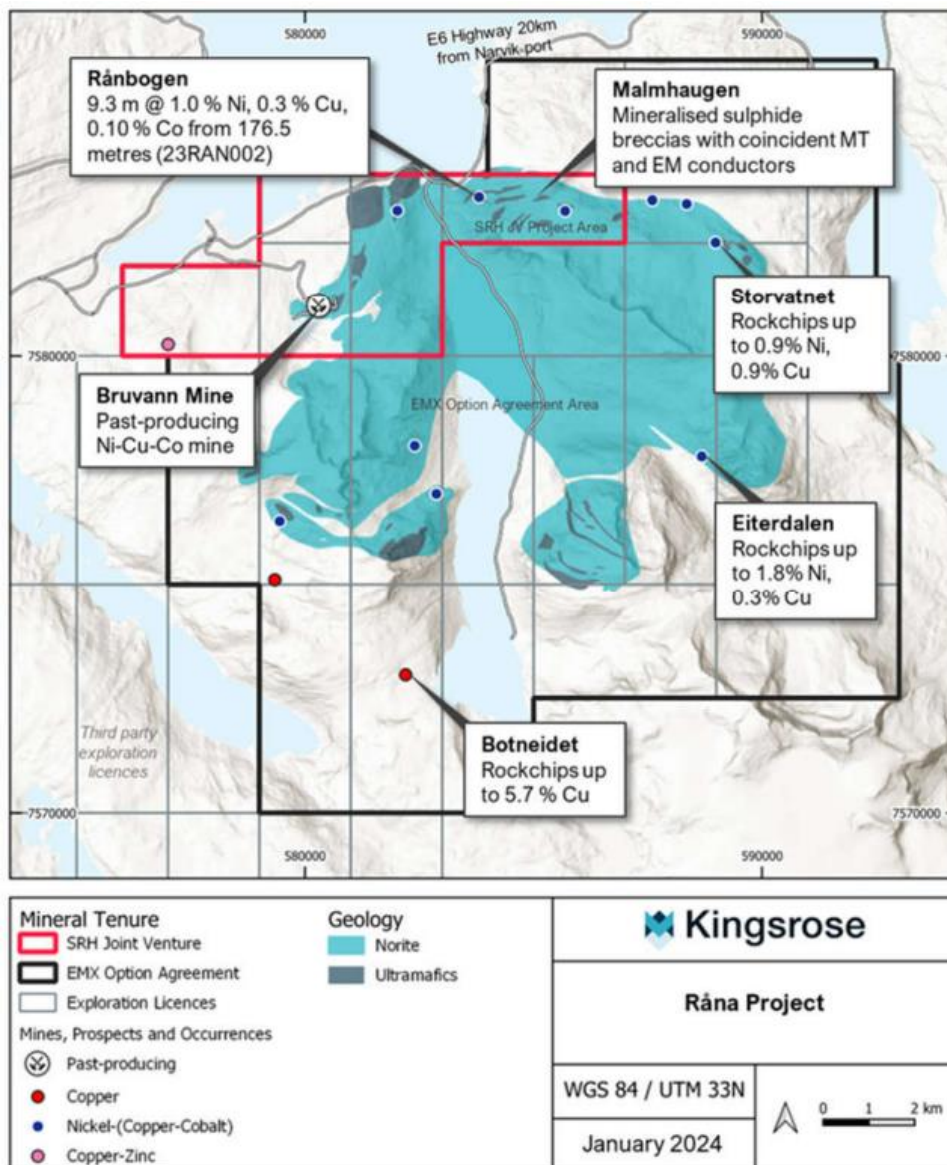 580000
590000
E6 Highway 20km
from Narvik-port
Rånbogen
9.3 m @ 1.0 % Ni, 0.3 % Cu,
0.10 % Co from 176.5
metres (23RAN002)
Malmhaugen
Mineralised sulphide
breccias with coincident MT
and EM conductors
SRH JV Project Area
Storvatnet
Rockchips up
to 0.9% Ni,
0.9% Cu
7580000
7580000
Bruvann Mine
Past-producing
Ni-Cu-Co mine
EMX Option Agreement Area
Eiterdalen
Rockchips up
to 1.8% Ni,
0.3% Cu
Third party
exploration
licences
Botneidet
Rockchips up
to 5.7 % Cu
7570000
7570000
580000
590000
Mineral Tenure
SRH Joint Venture
EMX Option Agreement
Exploration Licences
Mines, Prospects and Occurrences
Past-producing
Copper
Nickel-(Copper-Cobalt)
Copper-Zinc
Geology
Norite
Ultramafics
Kingsrose
Råna Project
WGS 84 / UTM 33N
January 2024
0 1 2 km